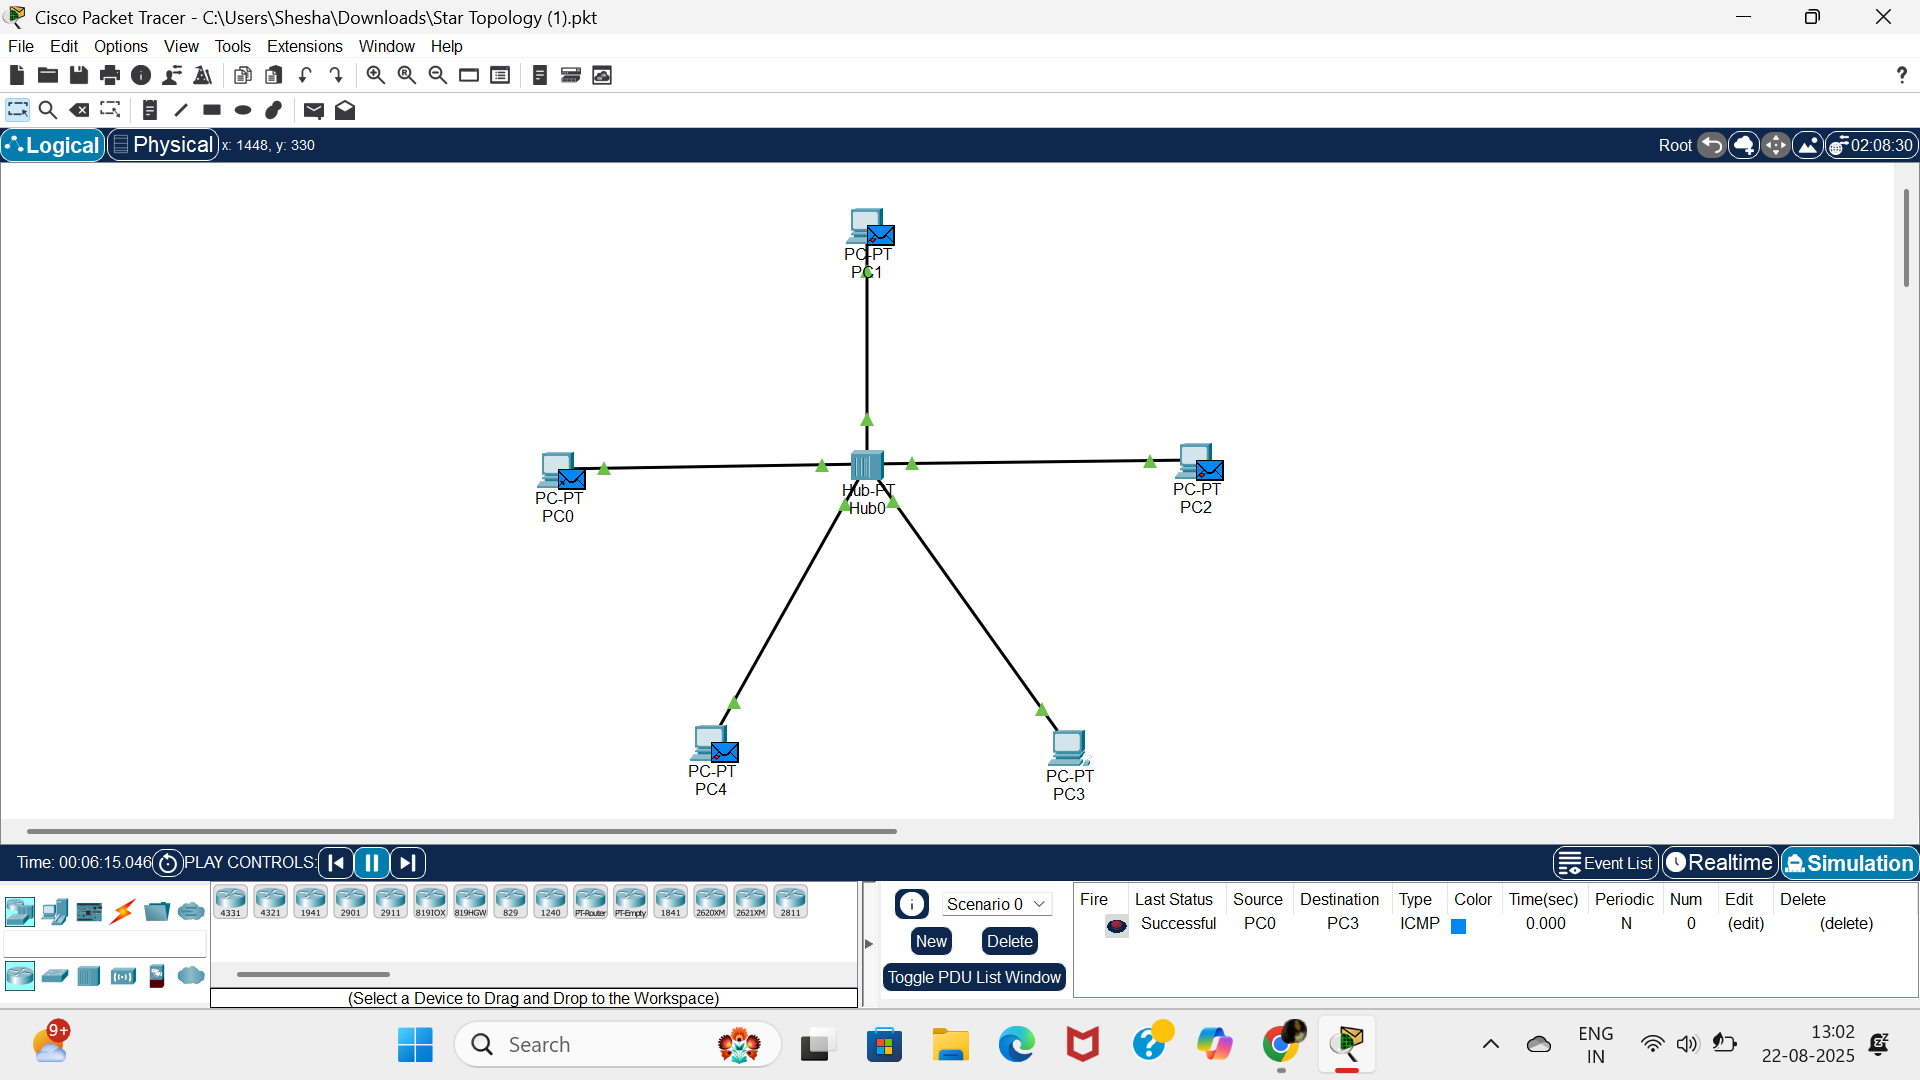 Cisco Packet Tracer - C:\Users\Shesha\Downloads\Star Topology (1).pkt
File Edit Options View Tools Extensions Window Help
?
Logical Physical x: 1448, y: 330 Root 02:08:30
PC-PT
PC1
PC-PT
PC0
Hub-PT
Hub0
PC-PT
PC2
PC-PT
PC4
PC-PT
PC3
Time: 00:06:15.046 PLAY CONTROLS: Event List Realtime Simulation
4331 4321 1941 2901 2911 819IOX 819HGW 829 1240 PT-Router PT-Empty 1841 2620XM 2621XM 2811
(Select a Device to Drag and Drop to the Workspace)
Scenario 0
New Delete
Toggle PDU List Window
Fire Last Status Source Destination Type Color Time(sec) Periodic Num Edit Delete
Successful PC0 PC3 ICMP 0.000 N 0 (edit) (delete)
9+
Search
ENG
IN
13:02
22-08-2025